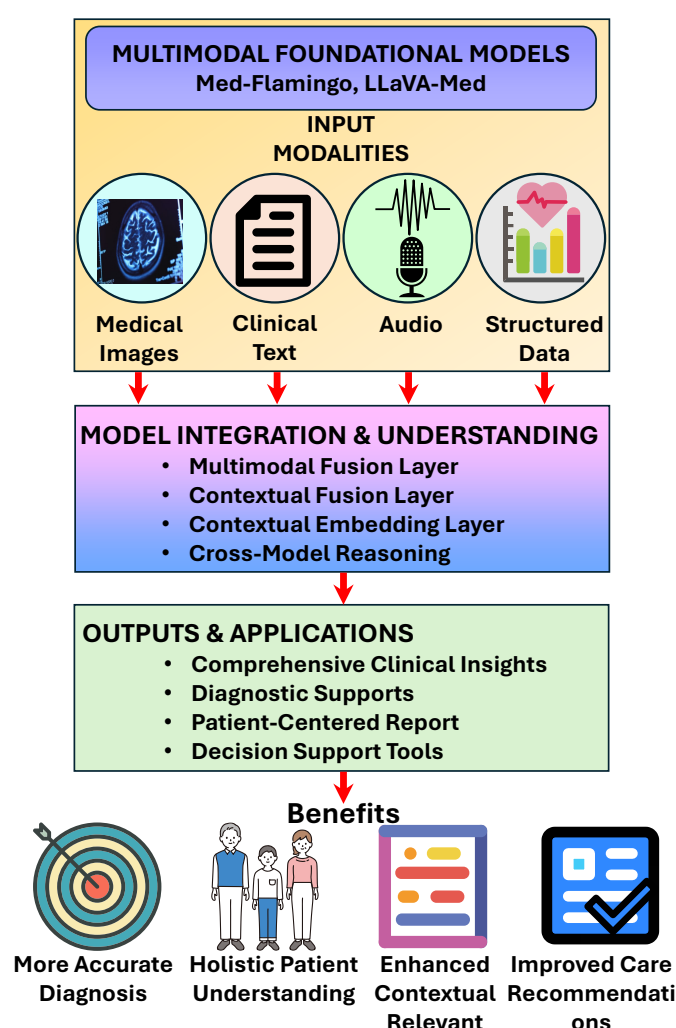 MULTIMODAL FOUNDATIONAL MODELS
Med-Flamingo, LLaVA-Med
INPUT
MODALITIES
Medical
Images
Clinical
Text
Audio
Structured
Data
MODEL INTEGRATION & UNDERSTANDING
• Multimodal Fusion Layer
• Contextual Fusion Layer
• Contextual Embedding Layer
• Cross-Model Reasoning
OUTPUTS & APPLICATIONS
• Comprehensive Clinical Insights
• Diagnostic Supports
• Patient-Centered Report
• Decision Support Tools
Benefits
More Accurate
Diagnosis
Holistic Patient
Understanding
Enhanced
Contextual
Relevant
Improved Care
Recommendati
ons